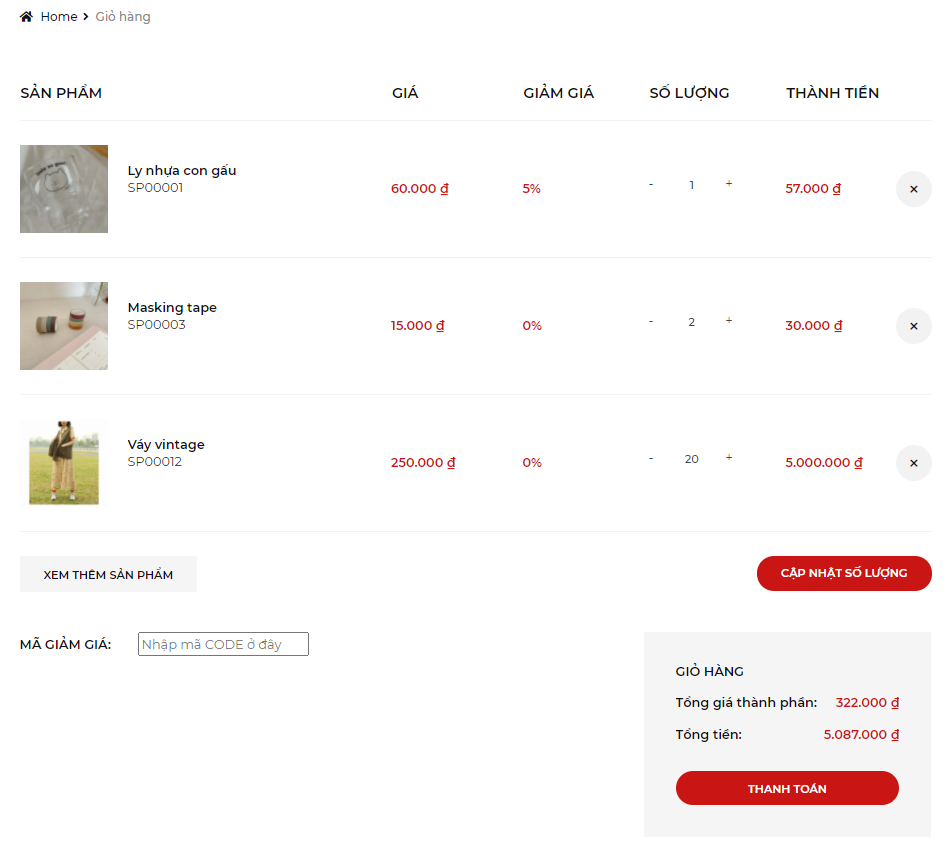 Home > Giỏ hàng
SẢN PHẨM GIÁ GIẢM GIÁ SỐ LƯỢNG THÀNH TIỀN
Ly nhựa con gấu
SP00001
60.000 ₫ 5% - 1 + 57.000 ₫ ×
Masking tape
SP00003
15.000 ₫ 0% - 2 + 30.000 ₫ ×
Váy vintage
SP00012
250.000 ₫ 0% - 20 + 5.000.000 ₫ ×
XEM THÊM SẢN PHẨM CẬP NHẬT SỐ LƯỢNG
MÃ GIẢM GIÁ: Nhập mã CODE ở đây
GIỎ HÀNG
Tổng giá thành phần: 322.000 ₫
Tổng tiền: 5.087.000 ₫
THANH TOÁN